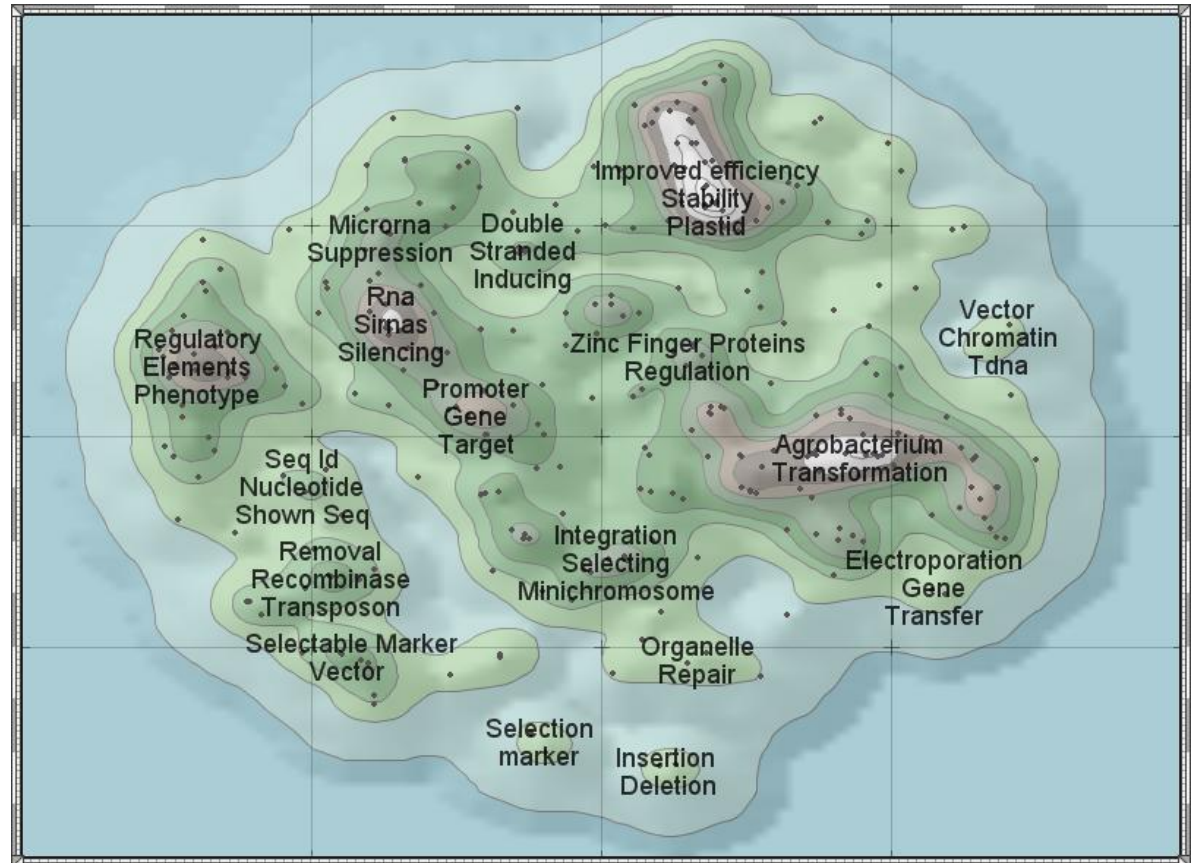 Improved efficiency
Stability
Plastid
Microrna
Suppression
Double
Stranded
Inducing
Rna
Sirnas
Silencing
Regulatory
Elements
Phenotype
Vector
Chromatin
Tdna
Zinc Finger Proteins
Regulation
Promoter
Gene
Target
Agrobacterium
Transformation
Seq Id
Nucleotide
Shown Seq
Removal
Recombinase
Transposon
Integration
Selecting
Minichromosome
Electroporation
Gene
Transfer
Selectable Marker
Vector
Organelle
Repair
Selection
marker
Insertion
Deletion